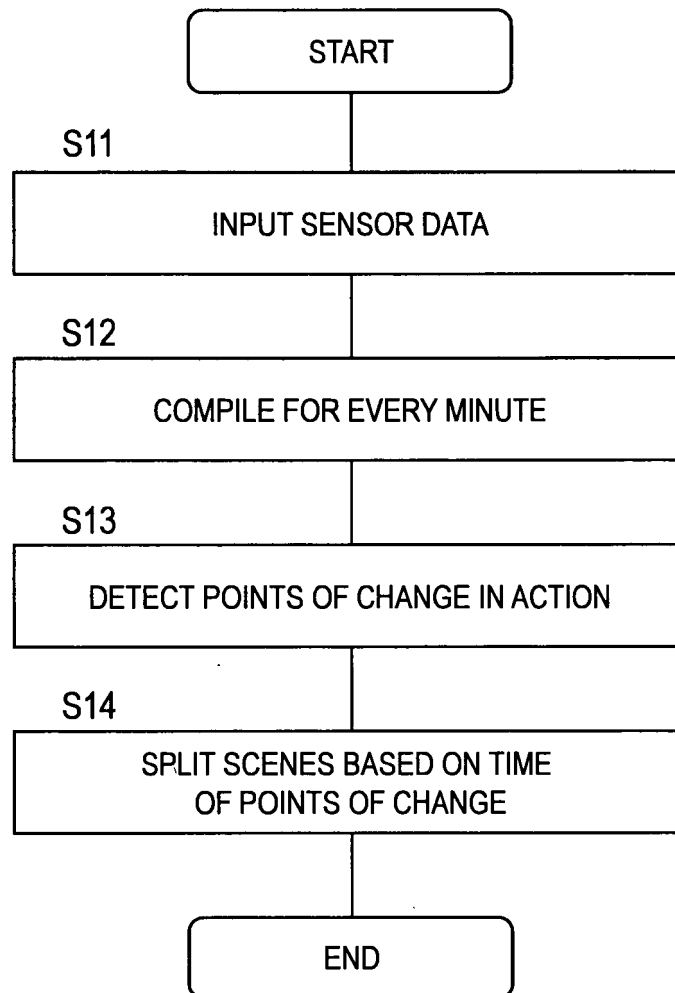 START
S11
INPUT SENSOR DATA
S12
COMPILE FOR EVERY MINUTE
S13
DETECT POINTS OF CHANGE IN ACTION
S14
SPLIT SCENES BASED ON TIME
OF POINTS OF CHANGE
END